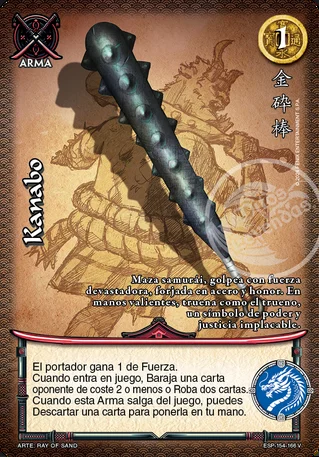 ARMA
1
金砕棒
Kanabo
Maza samurái, golpea con fuerza
devastadora, forjada en acero y honor. En
manos valientes, truena como el trueno,
un símbolo de poder y
justicia implacable.
El portador gana 1 de Fuerza.
Cuando entra en juego, Baraja una carta
oponente de coste 2 o menos o Roba dos cartas.
Cuando esta Arma salga del juego, puedes
Descartar una carta para ponerla en tu mano.
ARTE: RAY OF SAND
ESP-154-166 V